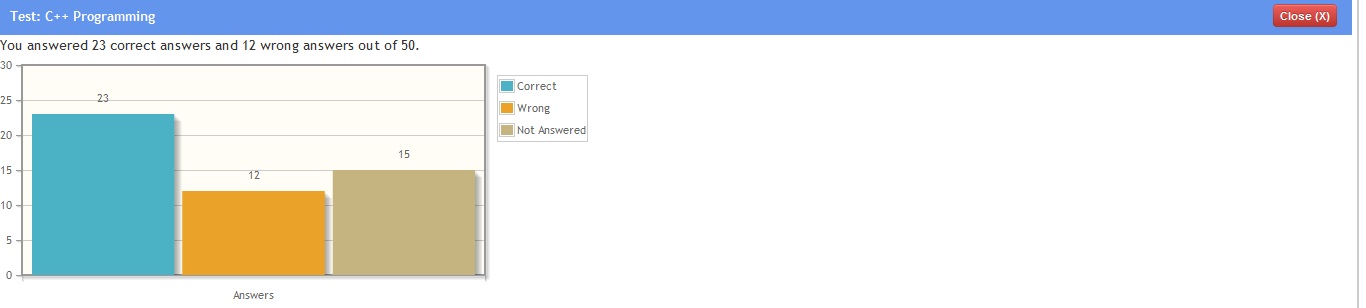 Test: C++ Programming
Close (X)
You answered 23 correct answers and 12 wrong answers out of 50.
30
25
20
15
10
5
0
23
12
15
Answers
Correct
Wrong
Not Answered